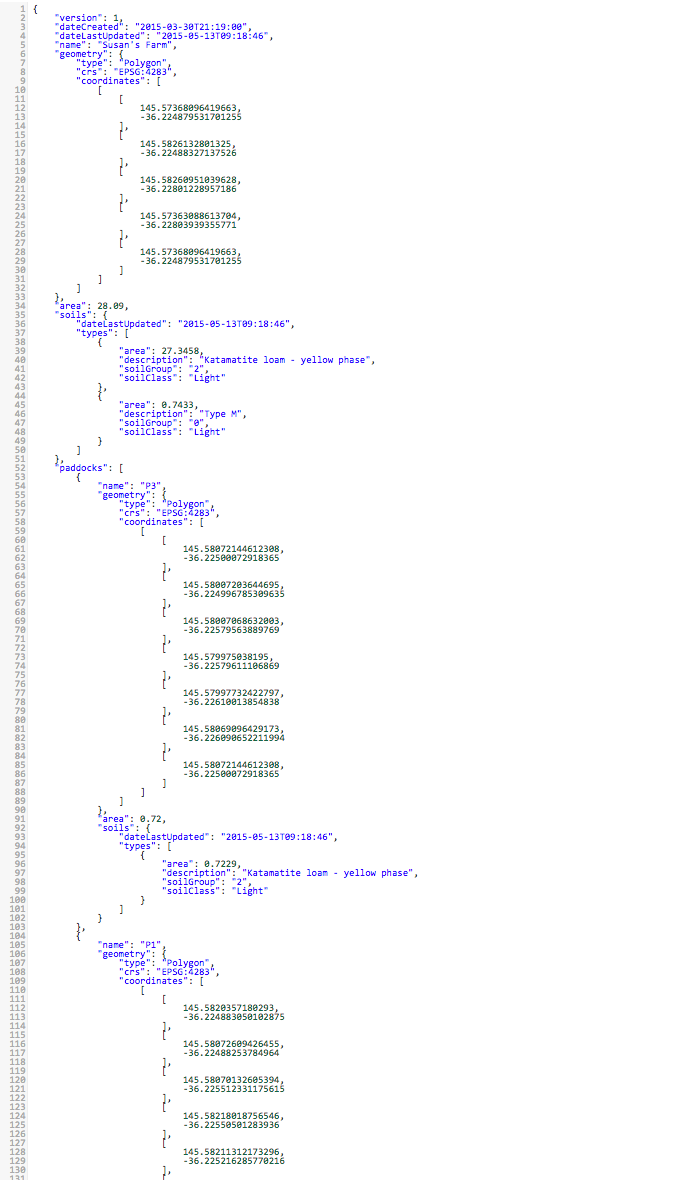 1 {
2 "version": 1,
3 "dateCreated": "2015-03-30T21:19:00",
4 "dateLastUpdated": "2015-05-13T09:18:46",
5 "name": "Susan's Farm",
6 "geometry": {
7 "type": "Polygon",
8 "crs": "EPSG:4283",
9 "coordinates": [
10 [
11 [
12 145.57368096419663,
13 -36.224879531701255
14 ],
15 [
16 145.5826132801325,
17 -36.22488327137526
18 ],
19 [
20 145.58260951039628,
21 -36.22801228957186
22 ],
23 [
24 145.57363088613704,
25 -36.22803939355771
26 ],
27 [
28 145.57368096419663,
29 -36.224879531701255
30 ]
31 ]
32 ]
33 },
34 "area": 28.09,
35 "soils": {
36 "dateLastUpdated": "2015-05-13T09:18:46",
37 "types": [
38 {
39 "area": 27.3458,
40 "description": "Katamatite loam - yellow phase",
41 "soilGroup": "2",
42 "soilClass": "Light"
43 },
44 {
45 "area": 0.7433,
46 "description": "Type M",
47 "soilGroup": "0",
48 "soilClass": "Light"
49 }
50 ]
51 },
52 "paddocks": [
53 {
54 "name": "P3",
55 "geometry": {
56 "type": "Polygon",
57 "crs": "EPSG:4283",
58 "coordinates": [
59 [
60 [
61 145.58072144612308,
62 -36.22500072918365
63 ],
64 [
65 145.58007203644695,
66 -36.224996785309635
67 ],
68 [
69 145.58007068632003,
70 -36.22579563889769
71 ],
72 [
73 145.579975038195,
74 -36.22579611106869
75 ],
76 [
77 145.57997732422797,
78 -36.22610013854838
79 ],
80 [
81 145.58069096429173,
82 -36.226090652211994
83 ],
84 [
85 145.58072144612308,
86 -36.22500072918365
87 ]
88 ]
89 ]
90 },
91 "area": 0.72,
92 "soils": {
93 "dateLastUpdated": "2015-05-13T09:18:46",
94 "types": [
95 {
96 "area": 0.7229,
97 "description": "Katamatite loam - yellow phase",
98 "soilGroup": "2",
99 "soilClass": "Light"
100 }
101 ]
102 }
103 },
104 {
105 "name": "P1",
106 "geometry": {
107 "type": "Polygon",
108 "crs": "EPSG:4283",
109 "coordinates": [
110 [
111 [
112 145.5820357180293,
113 -36.224883050102875
114 ],
115 [
116 145.58072609426455,
117 -36.22488253784964
118 ],
119 [
120 145.58070132605394,
121 -36.225512331175615
122 ],
123 [
124 145.58218018756546,
125 -36.22550501283936
126 ],
127 [
128 145.58211312173296,
129 -36.225216285770216
130 ],
131 [